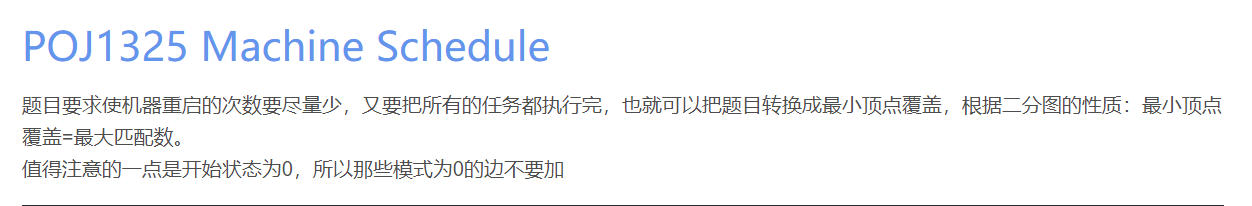 POJ1325 Machine Schedule
题目要求使机器重启的次数要尽量少，又要把所有的任务都执行完，也就可以把题目转换成最小顶点覆盖，根据二分图的性质：最小顶点
覆盖=最大匹配数。
值得注意的一点是开始状态为0，所以那些模式为0的边不要加